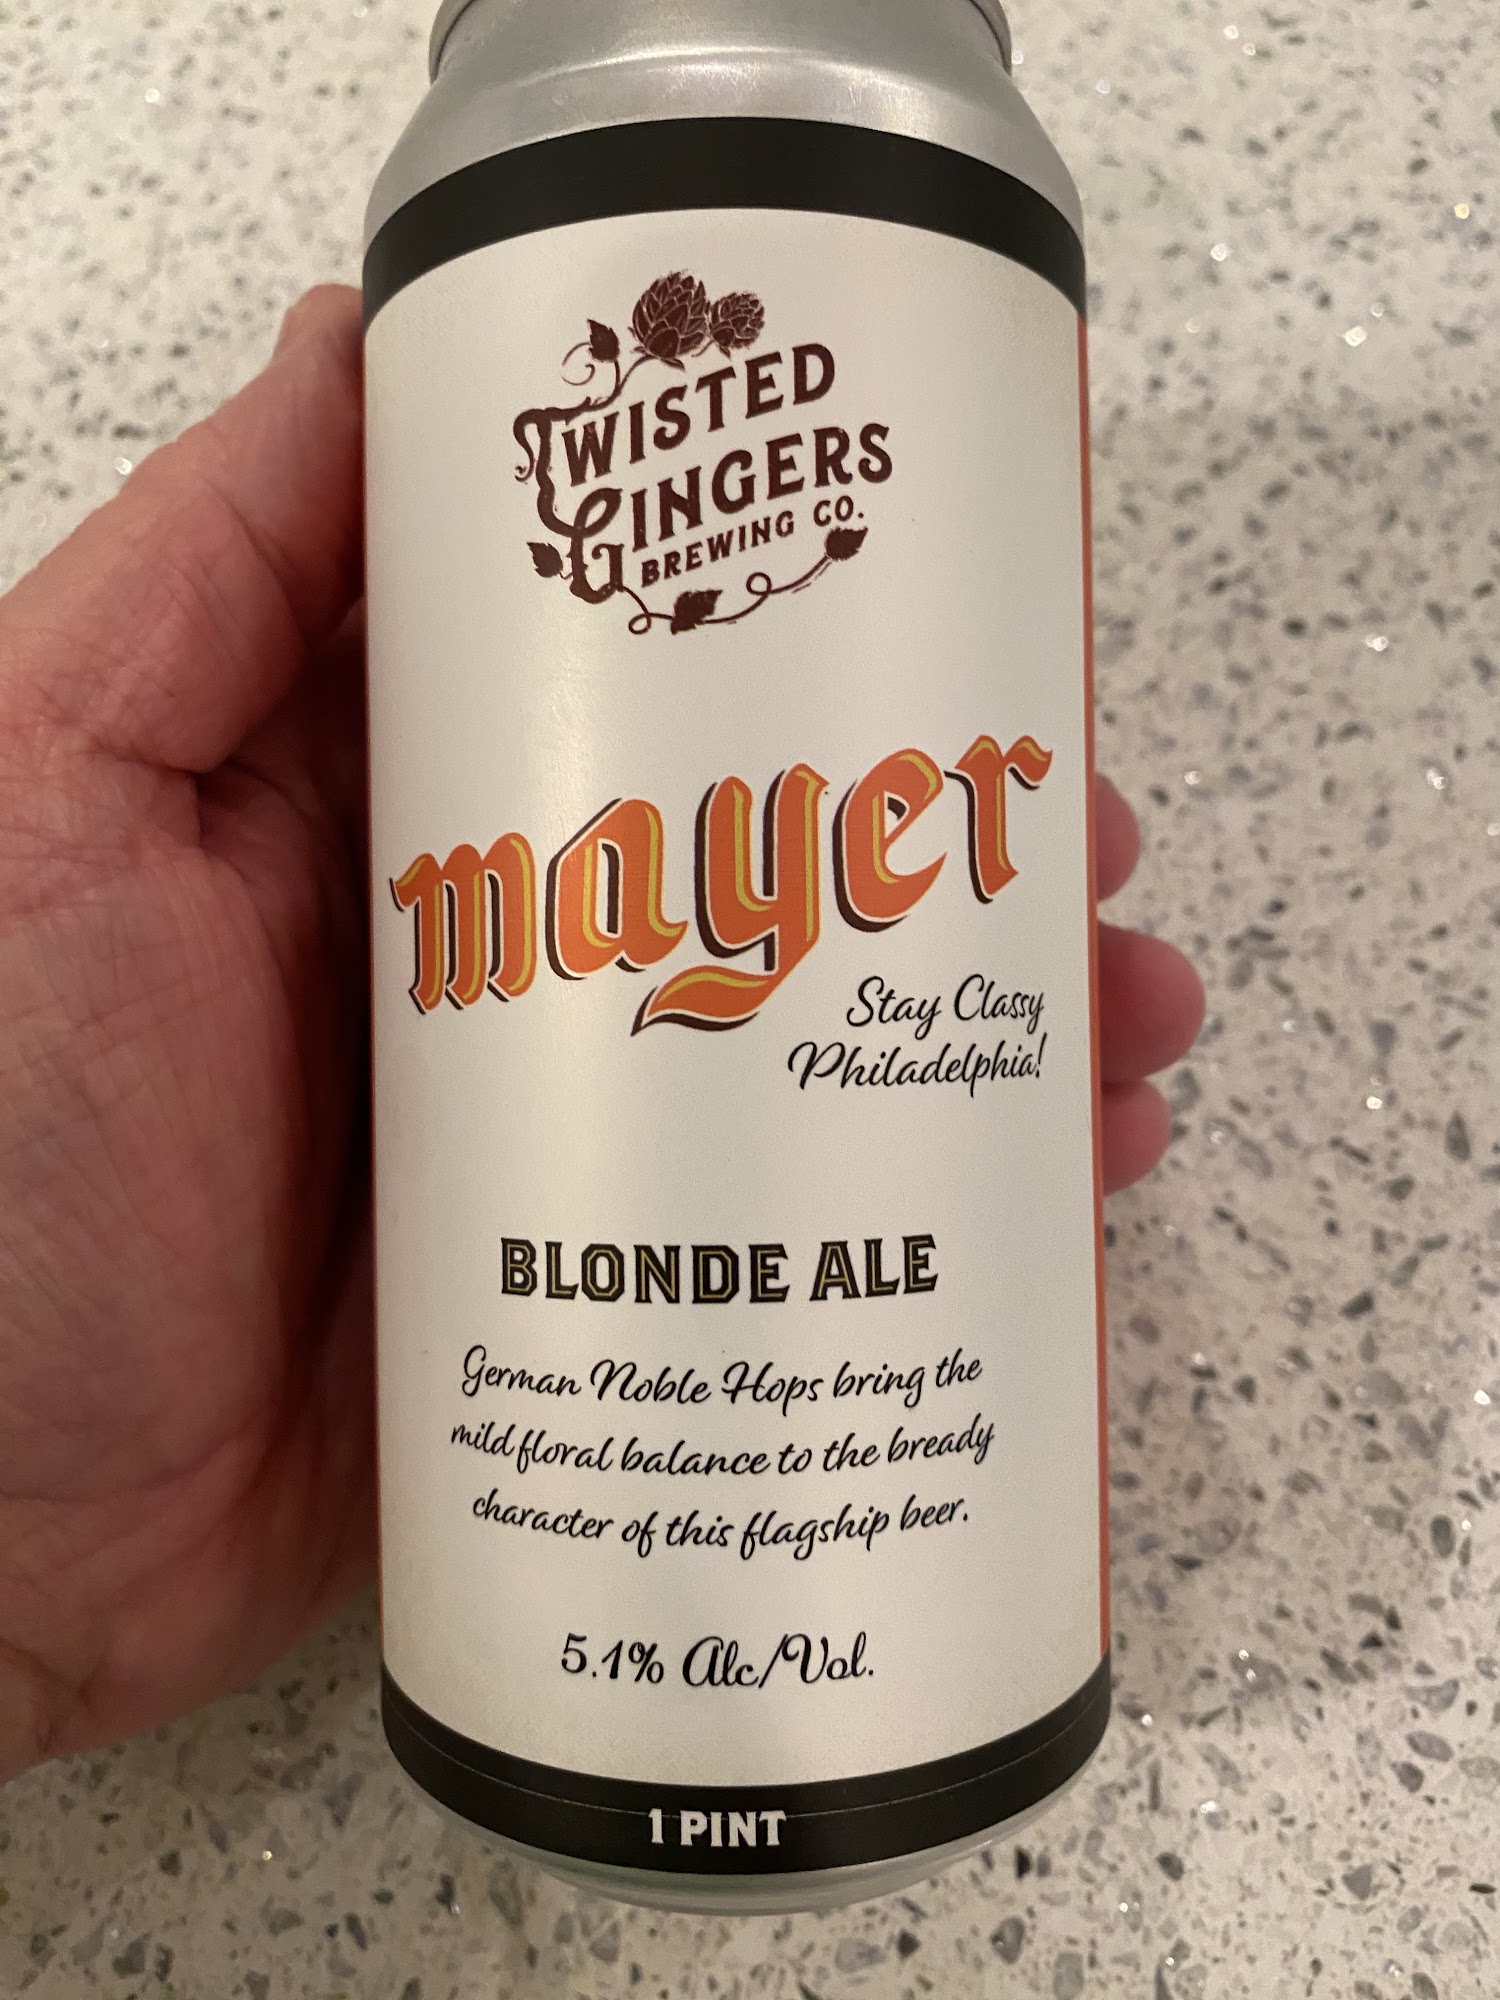 TWISTED
GINGERS
BREWING CO.
mayer
Stay Classy
Philadelphia!
BLONDE ALE
German Noble Hops bring the
mild floral balance to the bready
character of this flagship beer.
5.1% Alc/Vol.
1 PINT